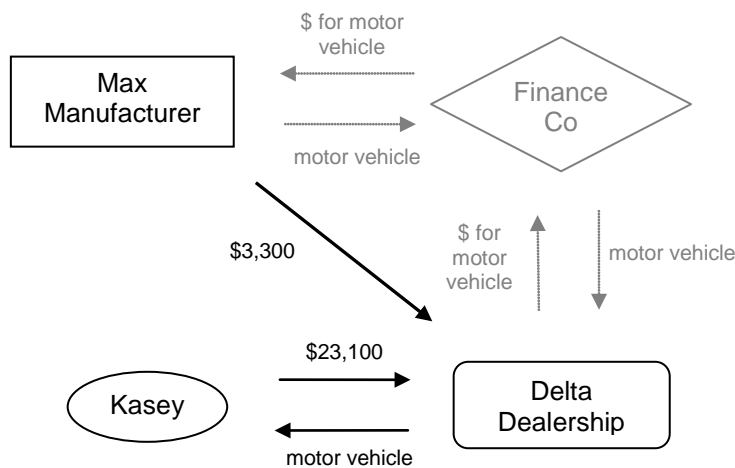 $ for motor
vehicle
Max
Manufacturer
Finance
Co
motor vehicle
$3,300
$ for
motor
vehicle
motor vehicle
$23,100
Kasey
Delta
Dealership
motor vehicle